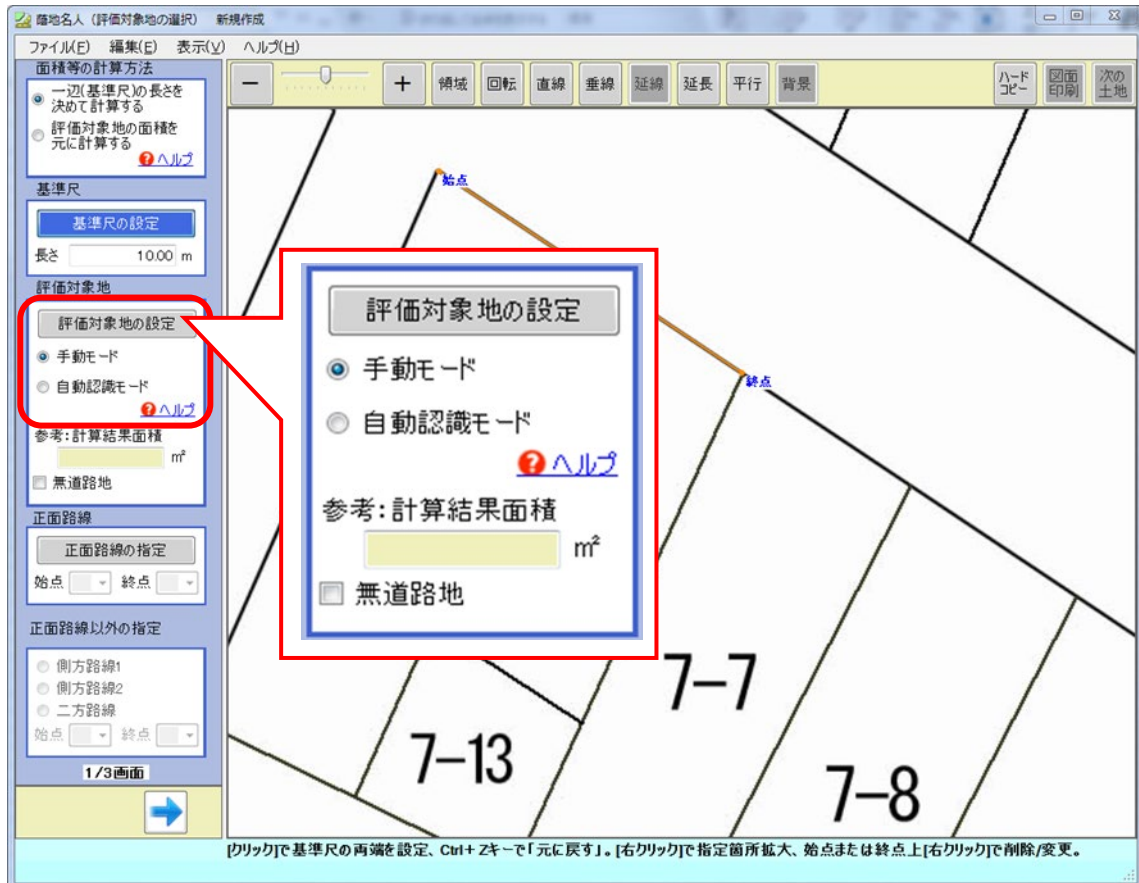 蔭地名人（評価対象地の選択） 新規作成
ファイル(F) 編集(E) 表示(V) ヘルプ(H)
面積等の計算方法
一辺(基準尺)の長さを
決めて計算する
評価対象地の面積を
元に計算する
ヘルプ
基準尺
基準尺の設定
長さ 10.00 m
評価対象地
評価対象地の設定
手動モード
自動認識モード
ヘルプ
参考:計算結果面積
㎡
無道路地
正面路線
正面路線の指定
始点 終点
正面路線以外の指定
側方路線1
側方路線2
二方路線
始点 終点
1/3画面
－ ＋ 領域 回転 直線 垂線 延線 延長 平行 背景
ハード
コピー
図面
印刷
次の
土地
始点
終点
評価対象地の設定
手動モード
自動認識モード
ヘルプ
参考:計算結果面積
㎡
無道路地
7-7
7-13
7-8
[クリック]で基準尺の両端を設定、Ctrl+Zキーで「元に戻す」。[右クリック]で指定箇所拡大、始点または終点上[右クリック]で削除/変更。